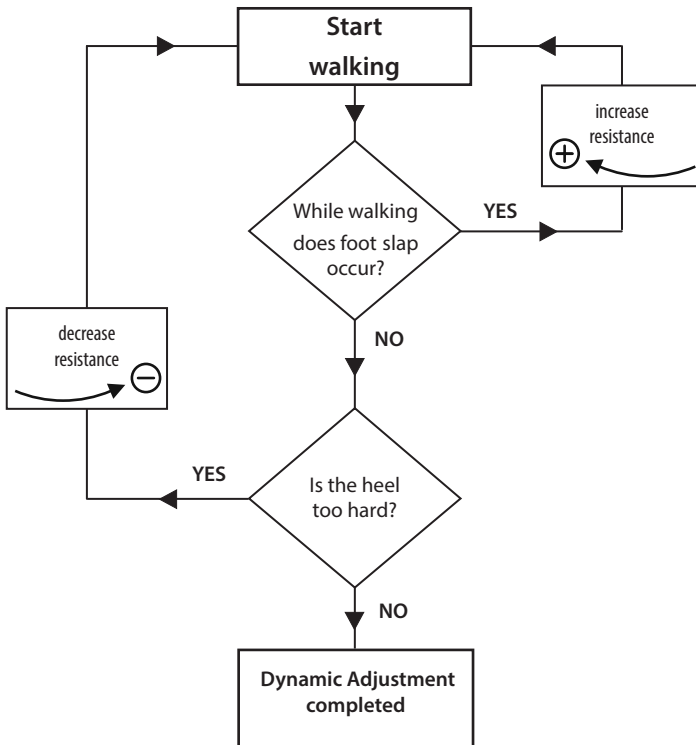 Start
walking
increase
resistance
While walking
does foot slap
occur?
YES
NO
decrease
resistance
YES
Is the heel
too hard?
NO
Dynamic Adjustment
completed